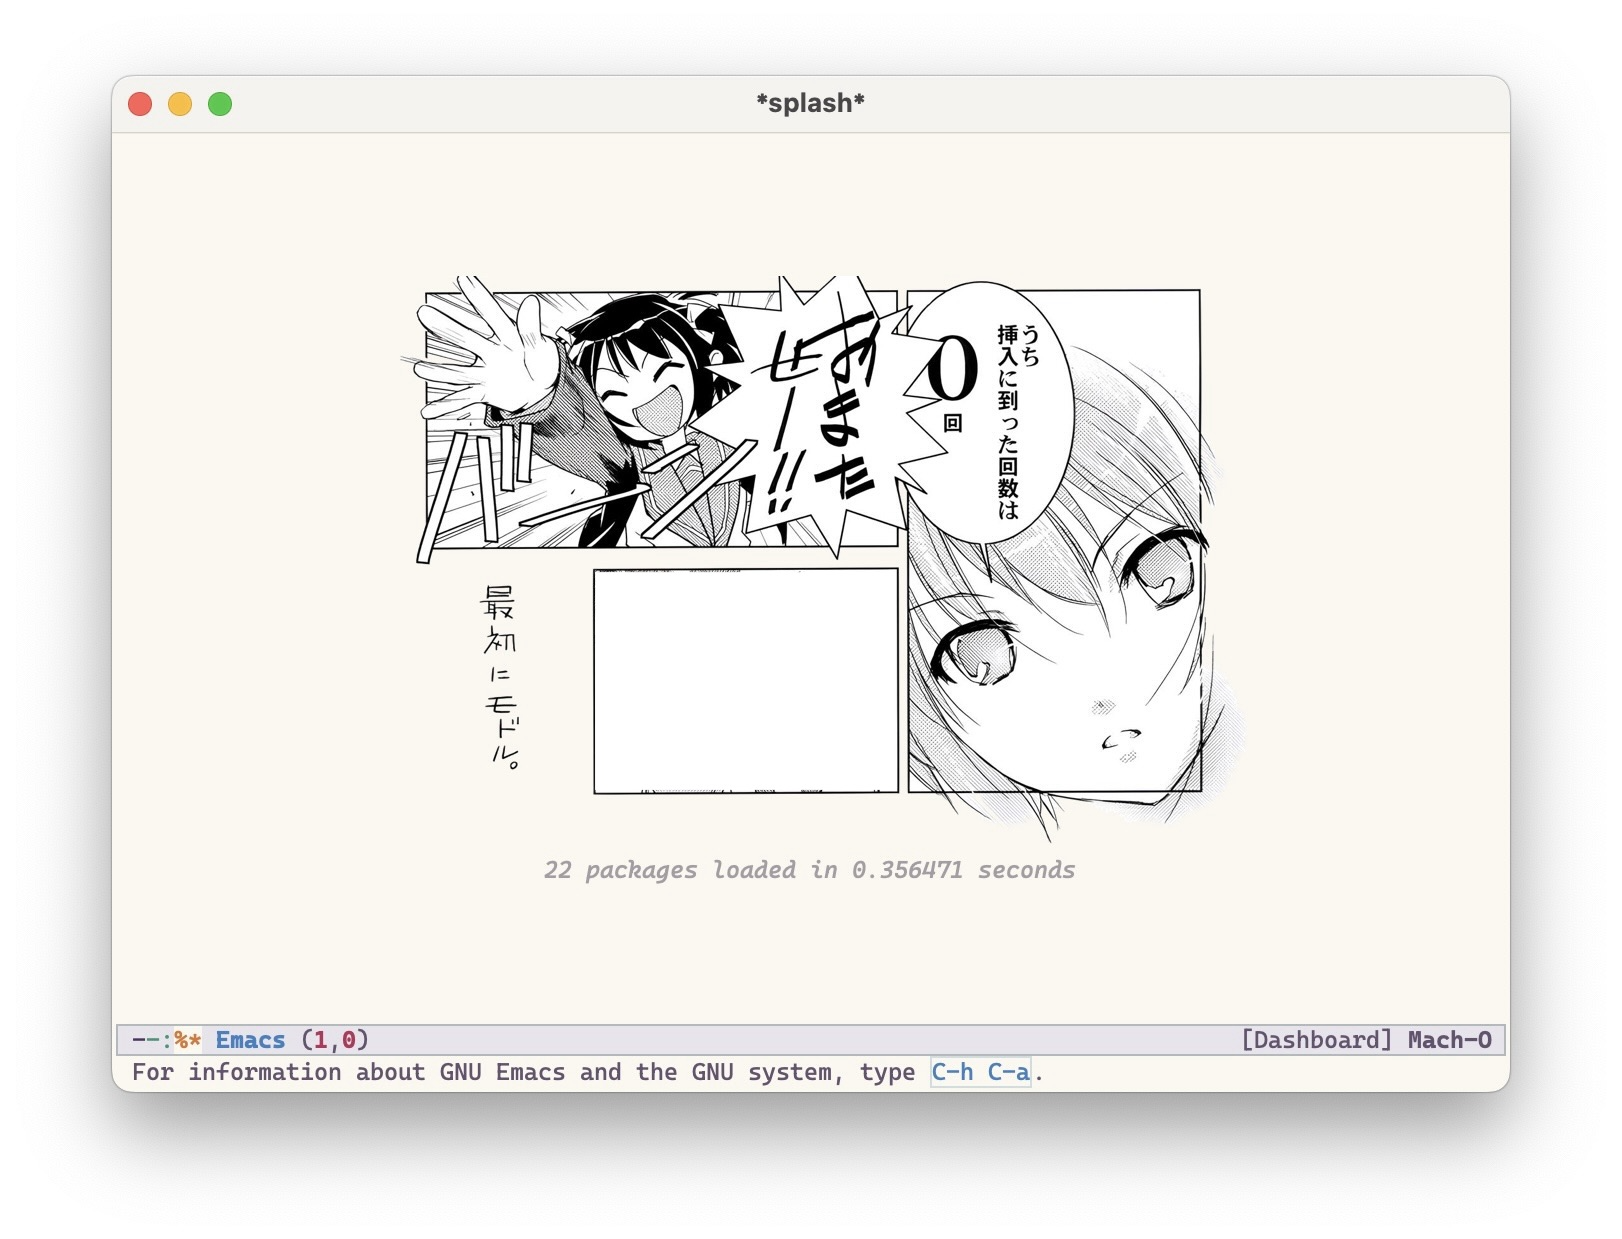 *splash*
うち
挿入に到った回数は
0
回
おまた
せー!!
最初にモドル。
22 packages loaded in 0.356471 seconds
--:%* Emacs (1,0)
[Dashboard] Mach-O
For information about GNU Emacs and the GNU system, type C-h C-a.